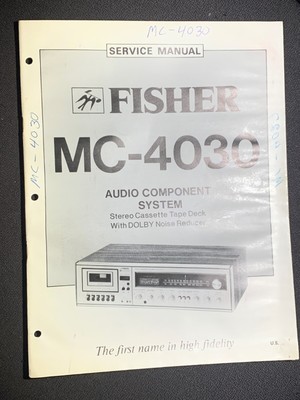 MC-4030
SERVICE MANUAL
FISHER
MC-4030
MC-4030
AUDIO COMPONENT
SYSTEM
Stereo Cassette Tape Deck
With DOLBY Noise Reducer
The first name in high fidelity